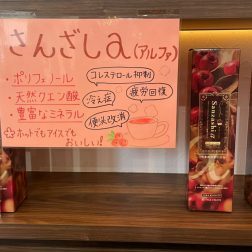 さんざしα(アルファ)
・ポリフェノール
コレステロール抑制
・天然クエン酸
冷え症
疲労回復
・豊富なミネラル
便秘改消
ホットでもアイスでも
おいしい!
Sanzashi α